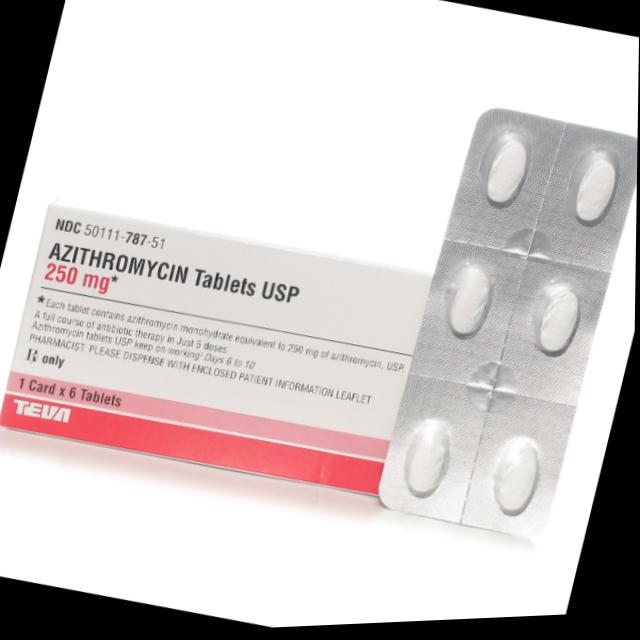 NDC 50111-787-51
AZITHROMYCIN Tablets USP
250 mg*
*Each tablet contains azithromycin monohydrate equivalent to 250 mg of azithromycin, USP.
A full course of antibiotic therapy in just 5 doses
Azithromycin tablets USP keep on working¹ Days 6 to 10
PHARMACIST: PLEASE DISPENSE WITH ENCLOSED PATIENT INFORMATION LEAFLET
℞ only
1 Card x 6 Tablets
TEVA